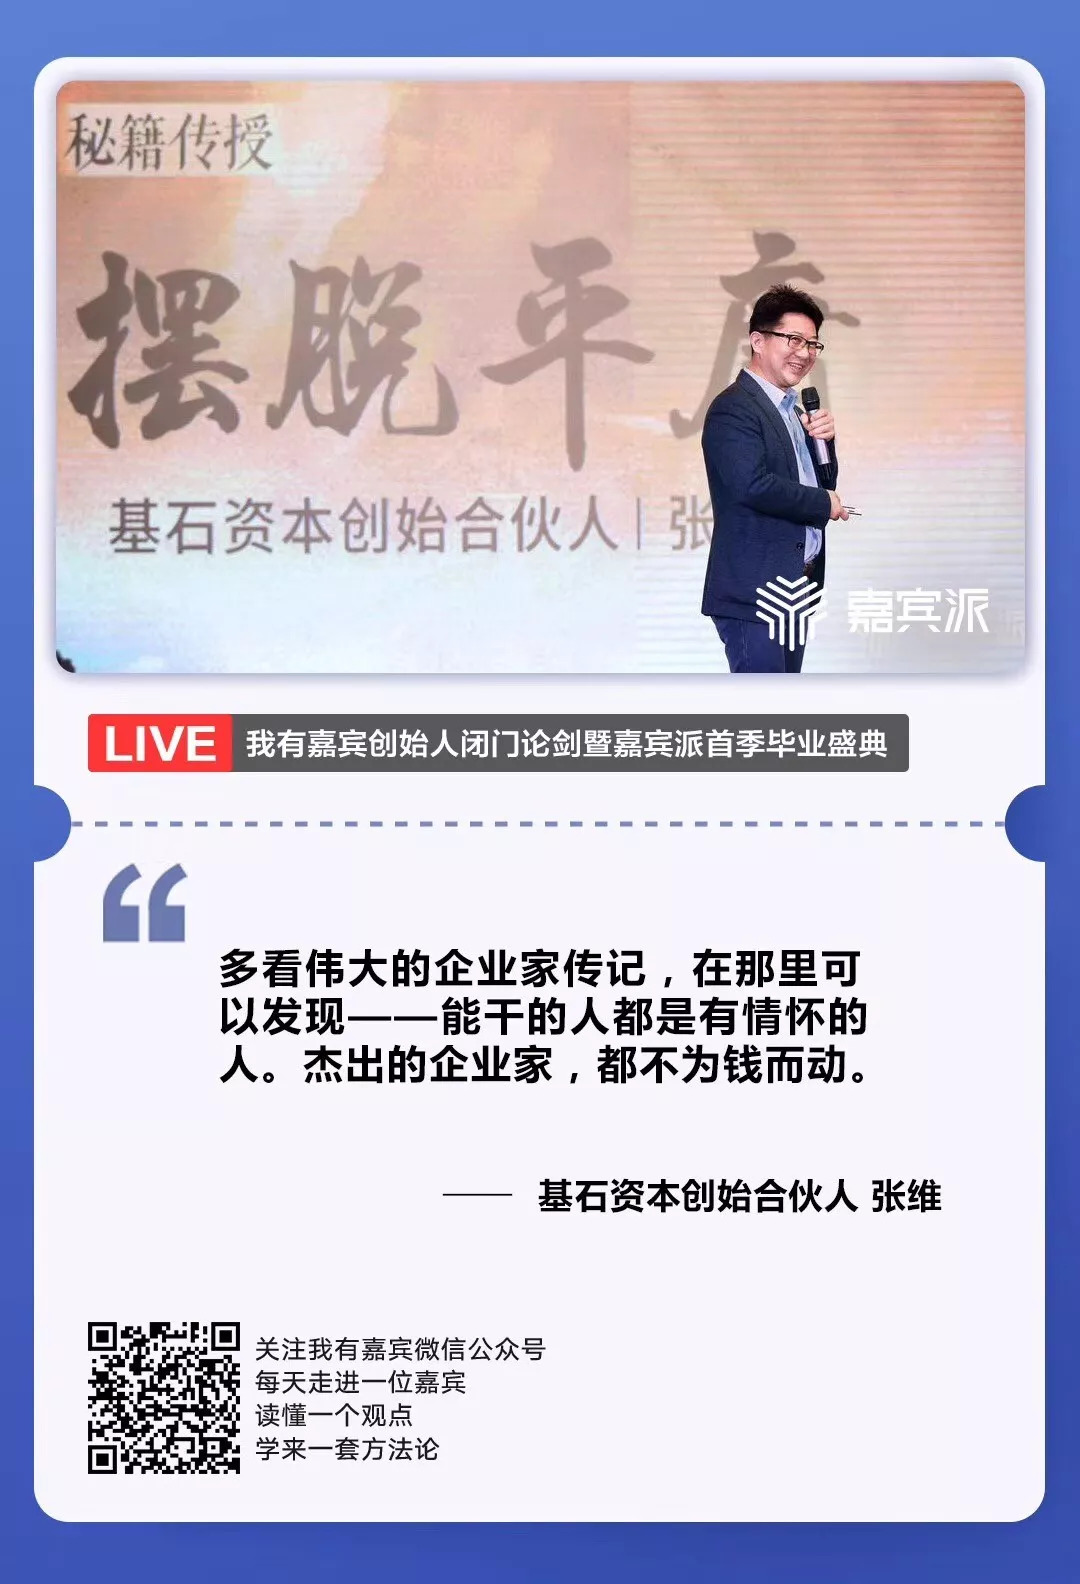 秘籍传授
摆脱平
基石资本创始合伙人｜张
嘉宾派
LIVE 我有嘉宾创始人闭门论剑暨嘉宾派首季毕业盛典
多看伟大的企业家传记，在那里可
以发现——能干的人都是有情怀的
人。杰出的企业家，都不为钱而动。
—— 基石资本创始合伙人 张维
关注我有嘉宾微信公众号
每天走进一位嘉宾
读懂一个观点
学来一套方法论